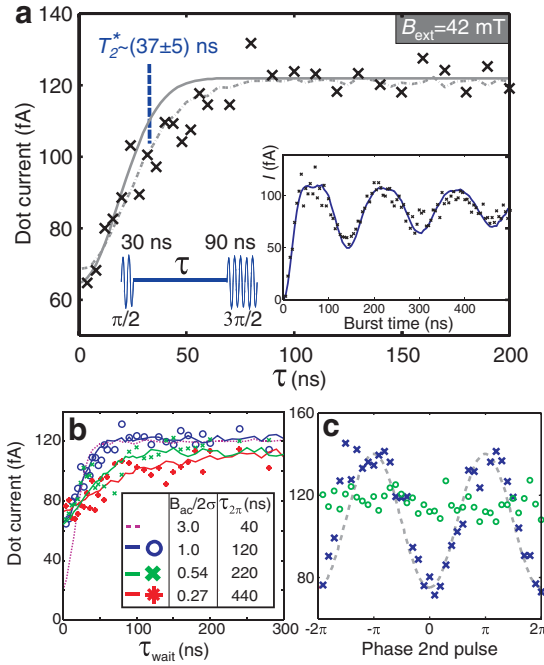 a
B_ext=42 mT
T_2^*~(37±5) ns
Dot current (fA)
140
120
100
80
60
0
50
100
150
200
τ (ns)
30 ns
90 ns
τ
π/2
3π/2
I (fA)
100
50
0
0
100
200
300
400
Burst time (ns)
b
Dot current (fA)
160
120
80
40
0
0
100
200
300
τ_wait (ns)
B_ac/2σ τ_2π (ns)
3.0 40
1.0 120
0.54 220
0.27 440
c
140
120
80
-2π
-π
0
π
2π
Phase 2nd pulse